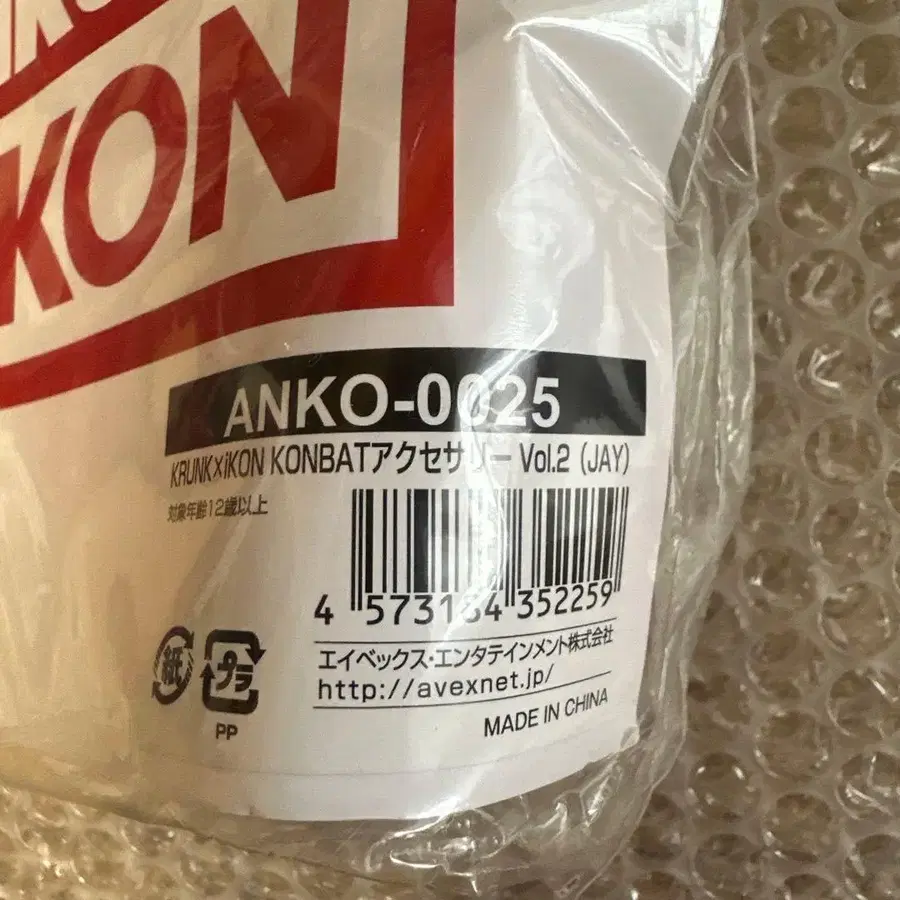 KON
ANKO-0025
KRUNK×iKON KONBATアクセサリー Vol.2 (JAY)
対象年齢12歳以上
4 573184 352259
エイベックス・エンタテインメント株式会社
http://avexnet.jp/
紙
プラ
PP
MADE IN CHINA